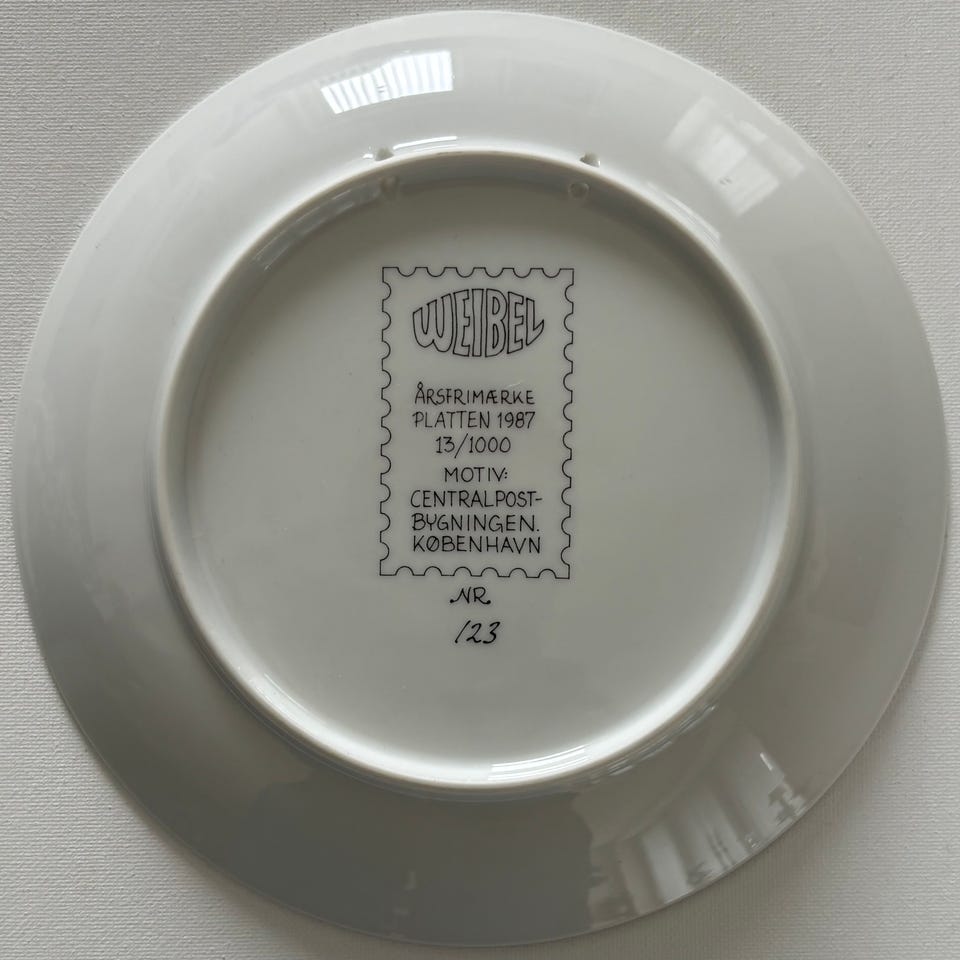 WEIBEL
ÅRSFRIMÆRKE
PLATTEN 1987
13/1000
MOTIV:
CENTRALPOST-
BYGNINGEN.
KØBENHAVN
NR.
123